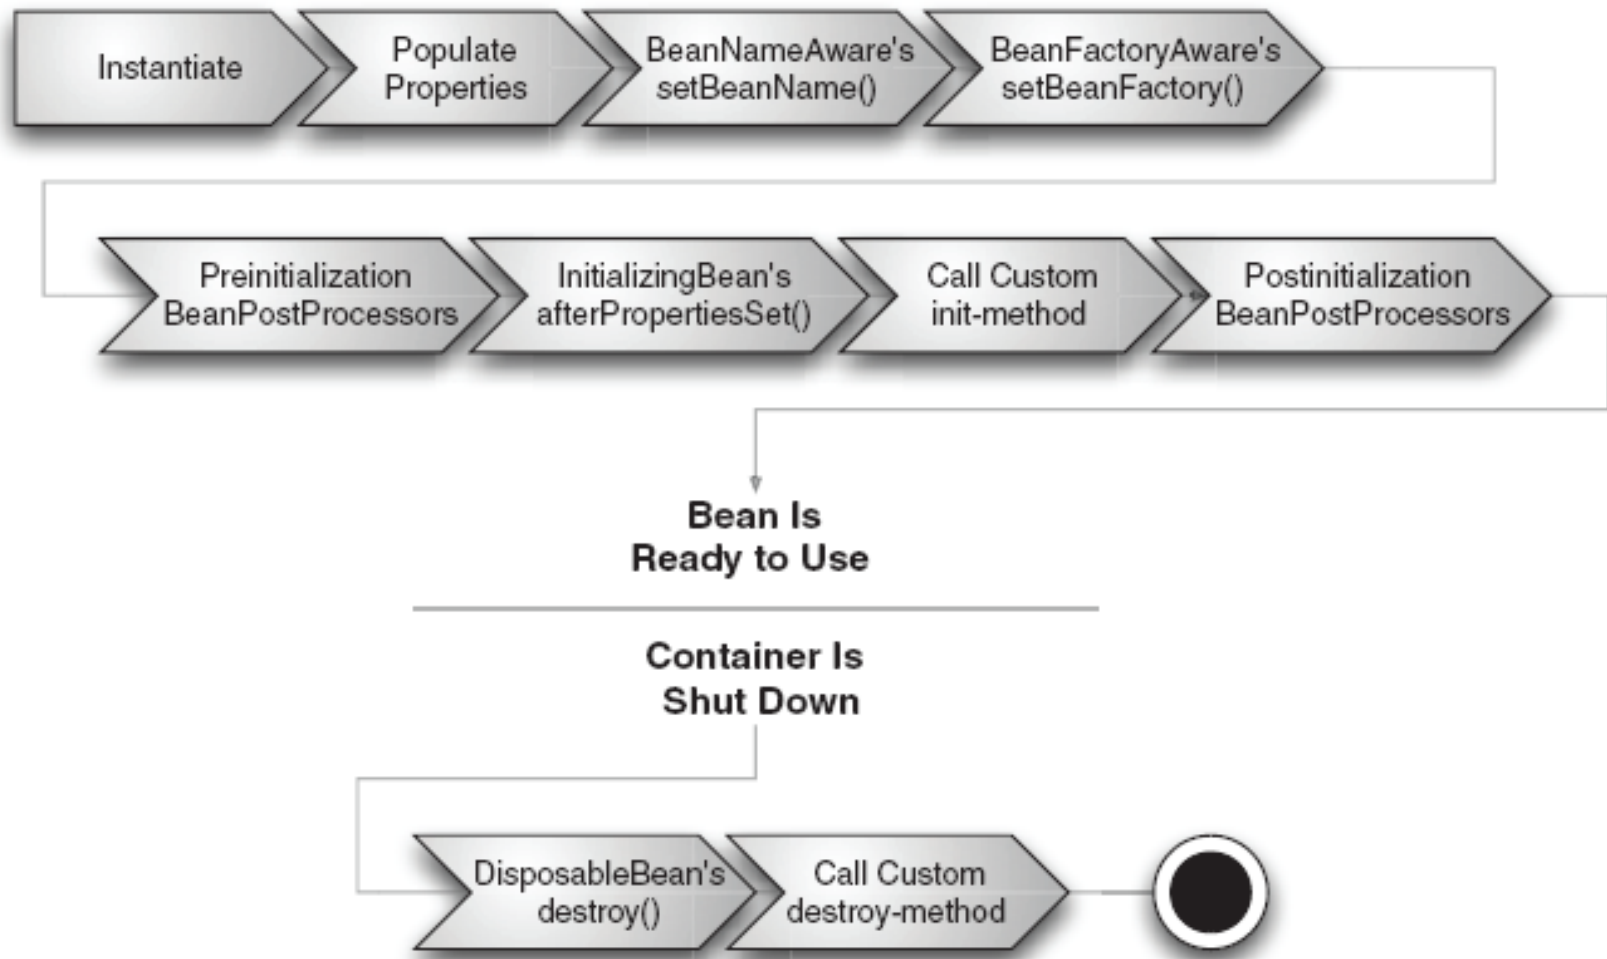 Instantiate
Populate
Properties
BeanNameAware's
setBeanName()
BeanFactoryAware's
setBeanFactory()
Preinitialization
BeanPostProcessors
InitializingBean's
afterPropertiesSet()
Call Custom
init-method
Postinitialization
BeanPostProcessors
Bean Is
Ready to Use
Container Is
Shut Down
DisposableBean's
destroy()
Call Custom
destroy-method